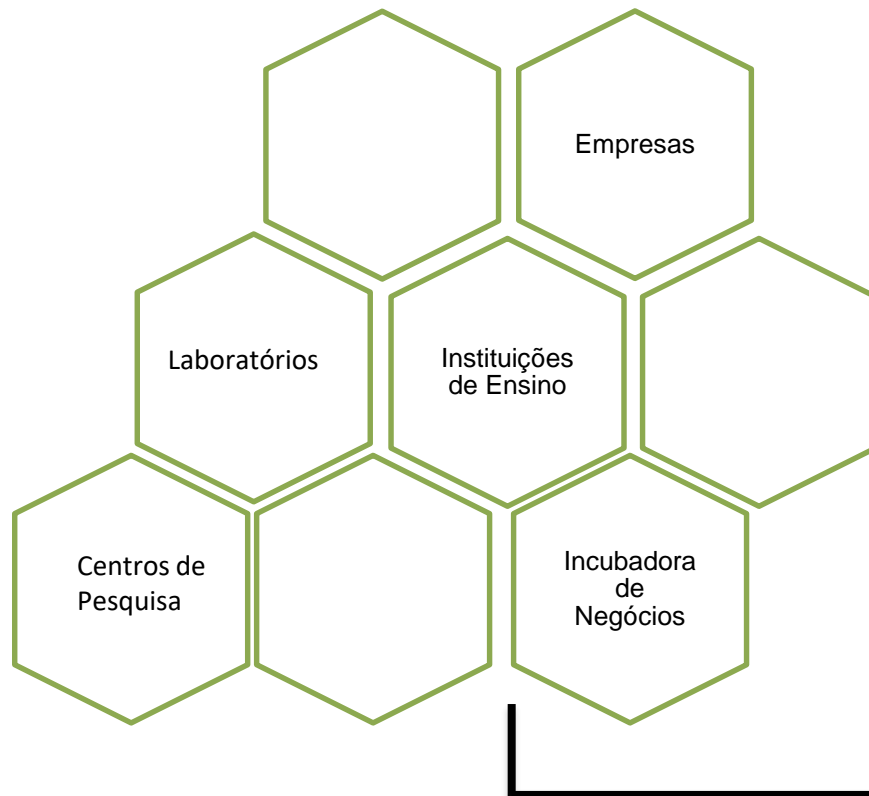 Empresas
Laboratórios
Instituições
de Ensino
Centros de
Pesquisa
Incubadora
de
Negócios